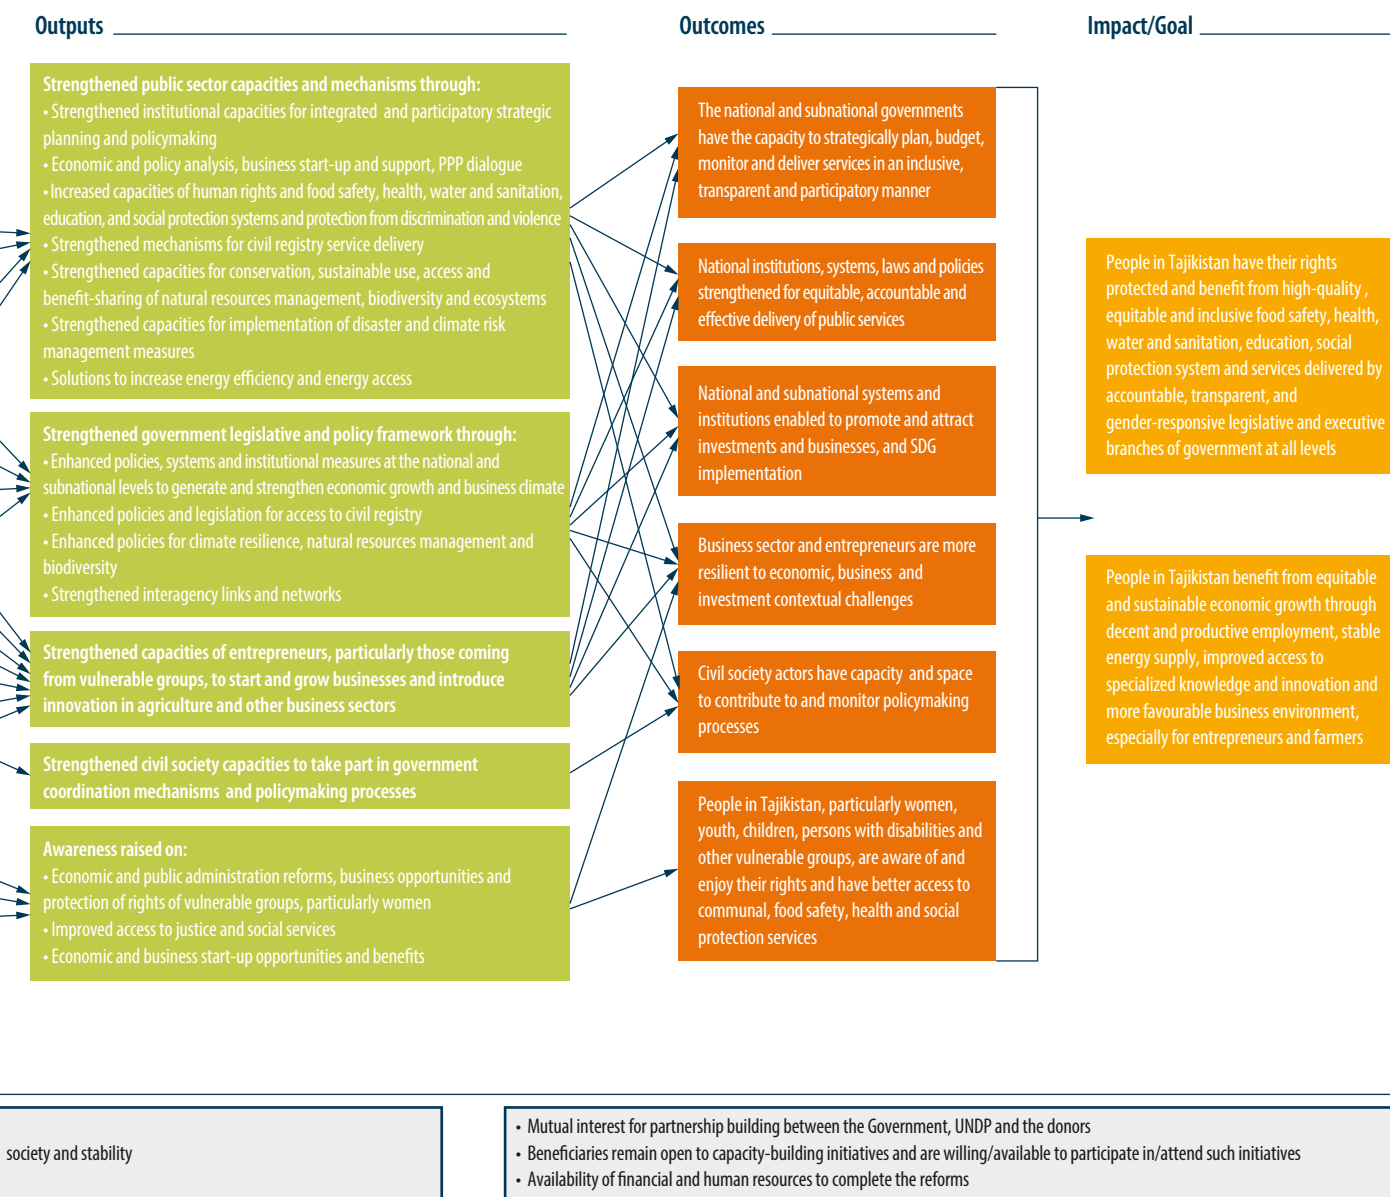 Outputs
Strengthened public sector capacities and mechanisms through:
• Strengthened institutional capacities for integrated and participatory strategic
planning and policymaking
• Economic and policy analysis, business start-up and support, PPP dialogue
• Increased capacities of human rights and food safety, health, water and sanitation,
education, and social protection systems and protection from discrimination and violence
• Strengthened mechanisms for civil registry service delivery
• Strengthened capacities for conservation, sustainable use, access and
benefit-sharing of natural resources management, biodiversity and ecosystems
• Strengthened capacities for implementation of disaster and climate risk
management measures
• Solutions to increase energy efficiency and energy access
Strengthened government legislative and policy framework through:
• Enhanced policies, systems and institutional measures at the national and
subnational levels to generate and strengthen economic growth and business climate
• Enhanced policies and legislation for access to civil registry
• Enhanced policies for climate resilience, natural resources management and
biodiversity
• Strengthened interagency links and networks
Strengthened capacities of entrepreneurs, particularly those coming
from vulnerable groups, to start and grow businesses and introduce
innovation in agriculture and other business sectors
Strengthened civil society capacities to take part in government
coordination mechanisms and policymaking processes
Awareness raised on:
• Economic and public administration reforms, business opportunities and
protection of rights of vulnerable groups, particularly women
• Improved access to justice and social services
• Economic and business start-up opportunities and benefits
Outcomes
The national and subnational governments
have the capacity to strategically plan, budget,
monitor and deliver services in an inclusive,
transparent and participatory manner
National institutions, systems, laws and policies
strengthened for equitable, accountable and
effective delivery of public services
National and subnational systems and
institutions enabled to promote and attract
investments and businesses, and SDG
implementation
Business sector and entrepreneurs are more
resilient to economic, business and
investment contextual challenges
Civil society actors have capacity and space
to contribute to and monitor policymaking
processes
People in Tajikistan, particularly women,
youth, children, persons with disabilities and
other vulnerable groups, are aware of and
enjoy their rights and have better access to
communal, food safety, health and social
protection services
Impact/Goal
People in Tajikistan have their rights
protected and benefit from high-quality ,
equitable and inclusive food safety, health,
water and sanitation, education, social
protection system and services delivered by
accountable, transparent, and
gender-responsive legislative and executive
branches of government at all levels
People in Tajikistan benefit from equitable
and sustainable economic growth through
decent and productive employment, stable
energy supply, improved access to
specialized knowledge and innovation and
more favourable business environment,
especially for entrepreneurs and farmers
society and stability
• Mutual interest for partnership building between the Government, UNDP and the donors
• Beneficiaries remain open to capacity-building initiatives and are willing/available to participate in/attend such initiatives
• Availability of financial and human resources to complete the reforms